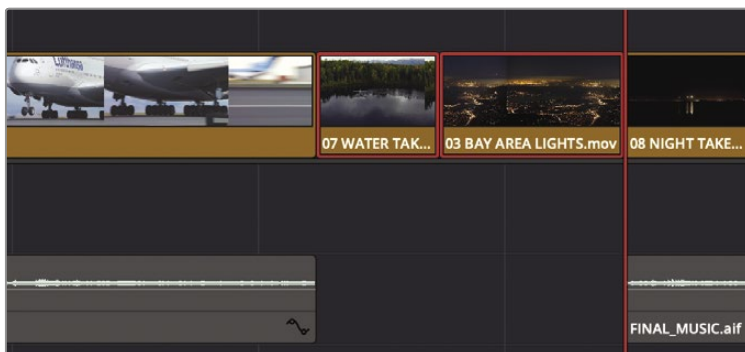 Lufthansa
07 WATER TAK...
03 BAY AREA LIGHTS.mov
08 NIGHT TAKE...
FINAL_MUSIC.aif